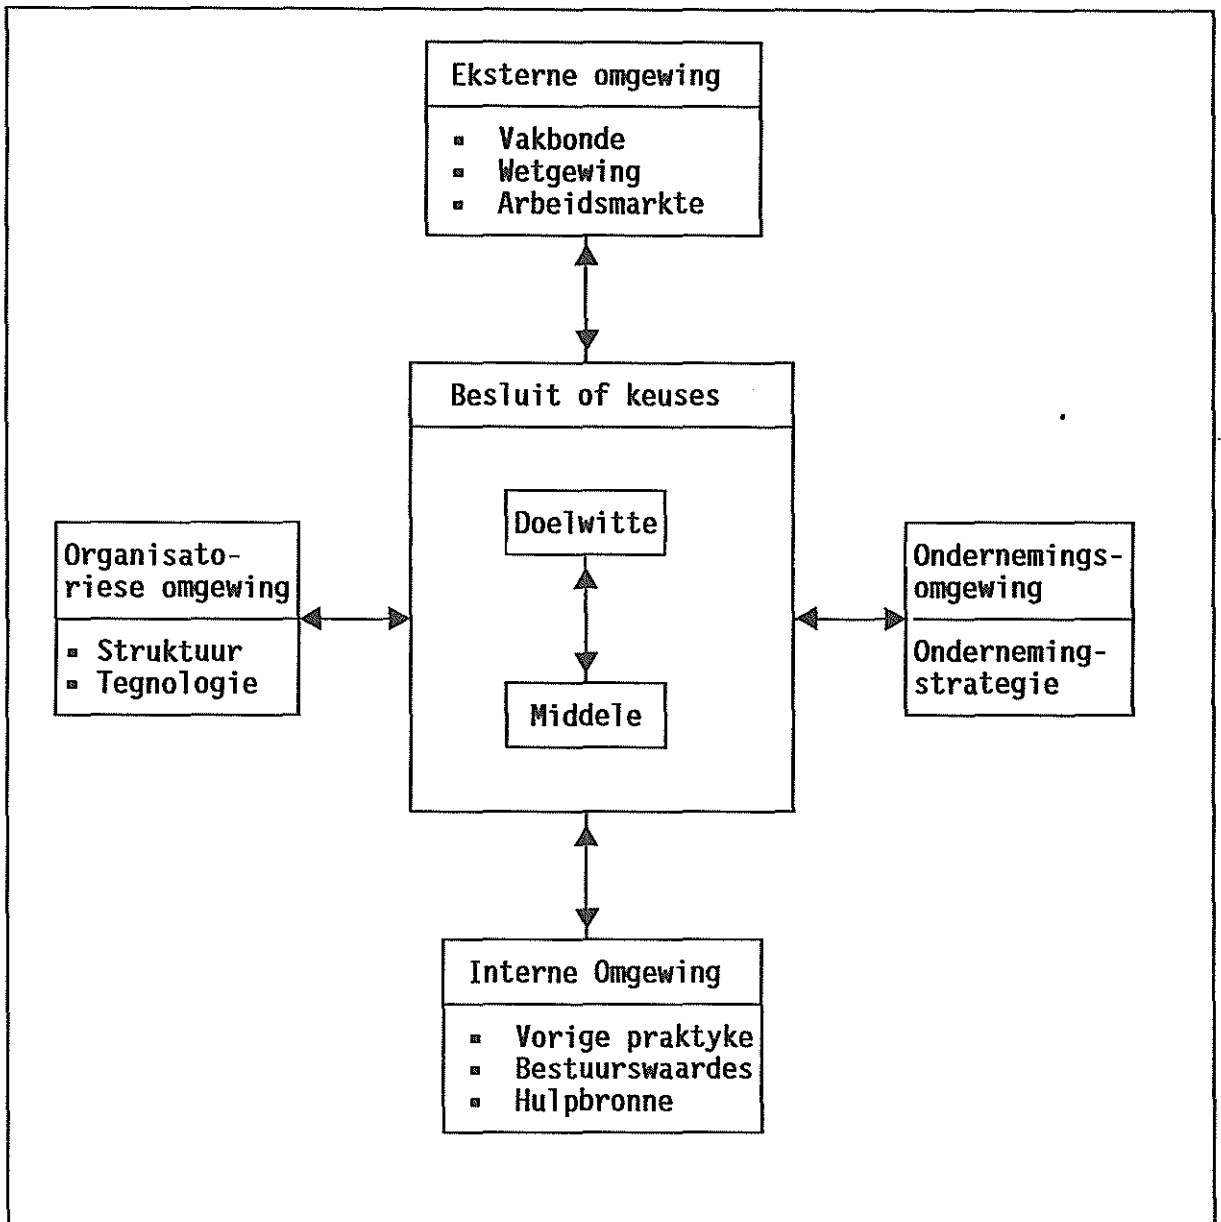 Eksterne omgewing
▪ Vakbonde
▪ Wetgewing
▪ Arbeidsmarkte
Besluit of keuses
Doelwitte
Middele
Organisato-
riese omgewing
▪ Struktuur
▪ Tegnologie
Ondernemings-
omgewing
Onderneming-
strategie
Interne Omgewing
▪ Vorige praktyke
▪ Bestuurswaardes
▪ Hulpbronne